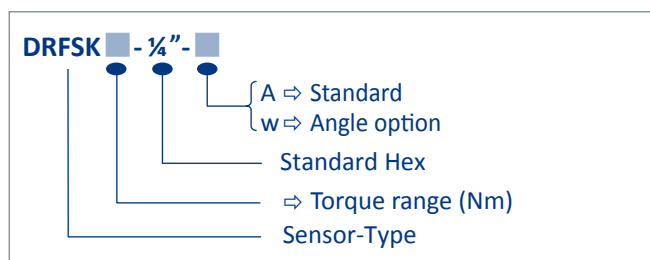 DRFSK - ¼”-
A ⇨ Standard
w ⇨ Angle option
Standard Hex
⇨ Torque range (Nm)
Sensor-Type